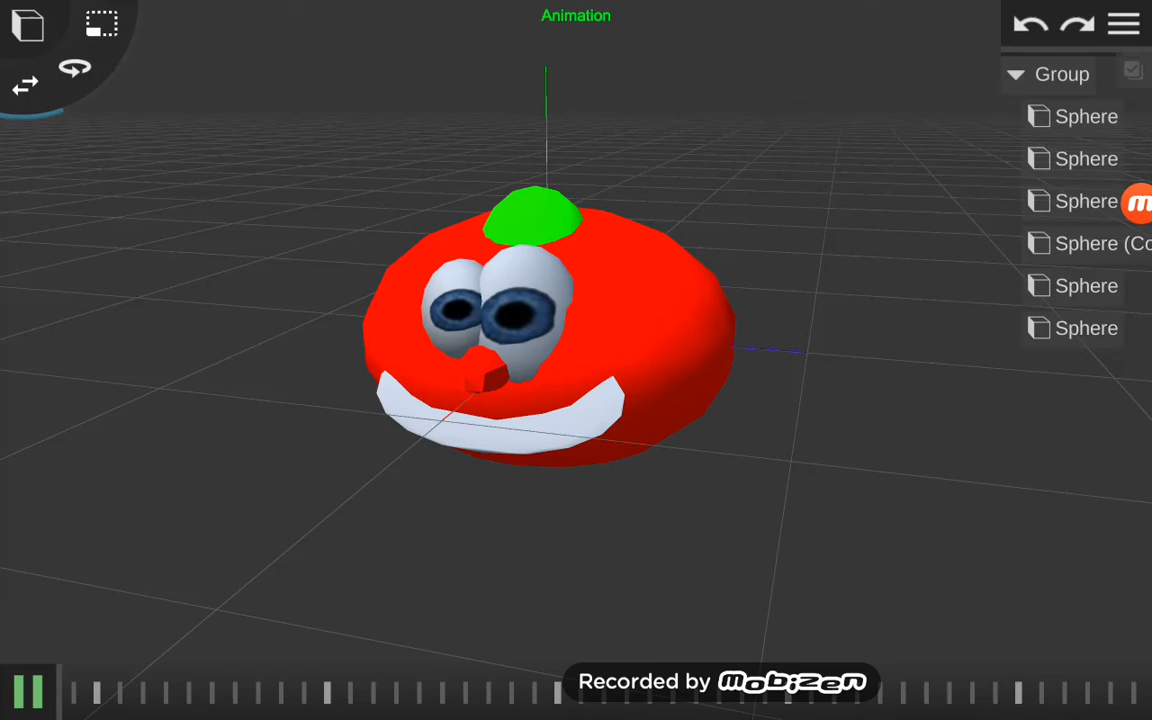 Animation
Group
Sphere
Sphere
Sphere
Sphere (Co
Sphere
Sphere
m
Recorded by mobizen